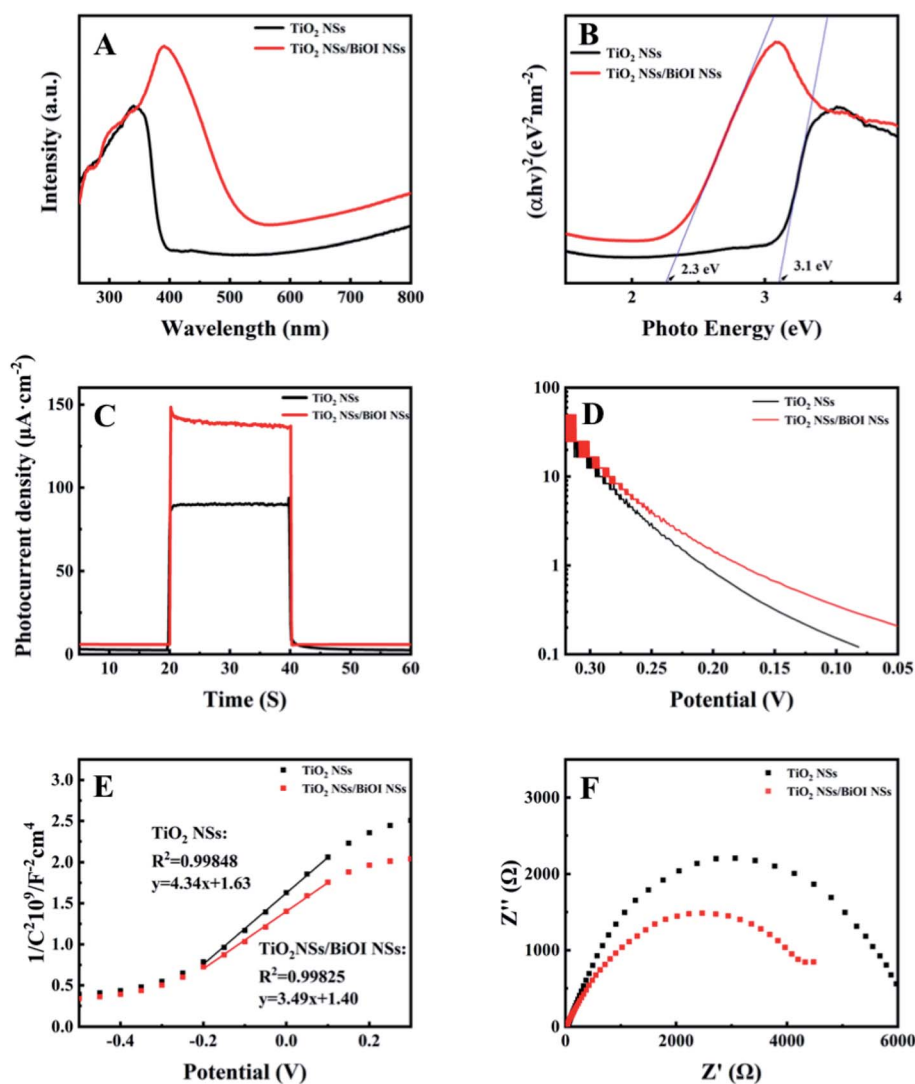 A
TiO₂ NSs
TiO₂ NSs/BiOI NSs
Intensity (a.u.)
300 400 500 600 700 800
Wavelength (nm)
B
TiO₂ NSs
TiO₂ NSs/BiOI NSs
(αhν)²(eV²nm⁻²)
2.3 eV
3.1 eV
2 3 4
Photo Energy (eV)
C
TiO₂ NSs
TiO₂ NSs/BiOI NSs
Photocurrent density (μA·cm⁻²)
150
100
50
0
10 20 30 40 50 60
Time (S)
D
TiO₂ NSs
TiO₂ NSs/BiOI NSs
100
10
1
0.1
0.30 0.25 0.20 0.15 0.10 0.05
Potential (V)
E
TiO₂ NSs
TiO₂ NSs/BiOI NSs
1/C²10⁹/F⁻²cm⁴
3.0
2.5
2.0
1.5
1.0
0.5
0.0
TiO₂ NSs:
R²=0.99848
y=4.34x+1.63
TiO₂NSs/BiOI NSs:
R²=0.99825
y=3.49x+1.40
-0.4 -0.2 0.0 0.2
Potential (V)
F
TiO₂ NSs
TiO₂ NSs/BiOI NSs
Z'' (Ω)
3000
2000
1000
0
0 2000 4000 6000
Z' (Ω)